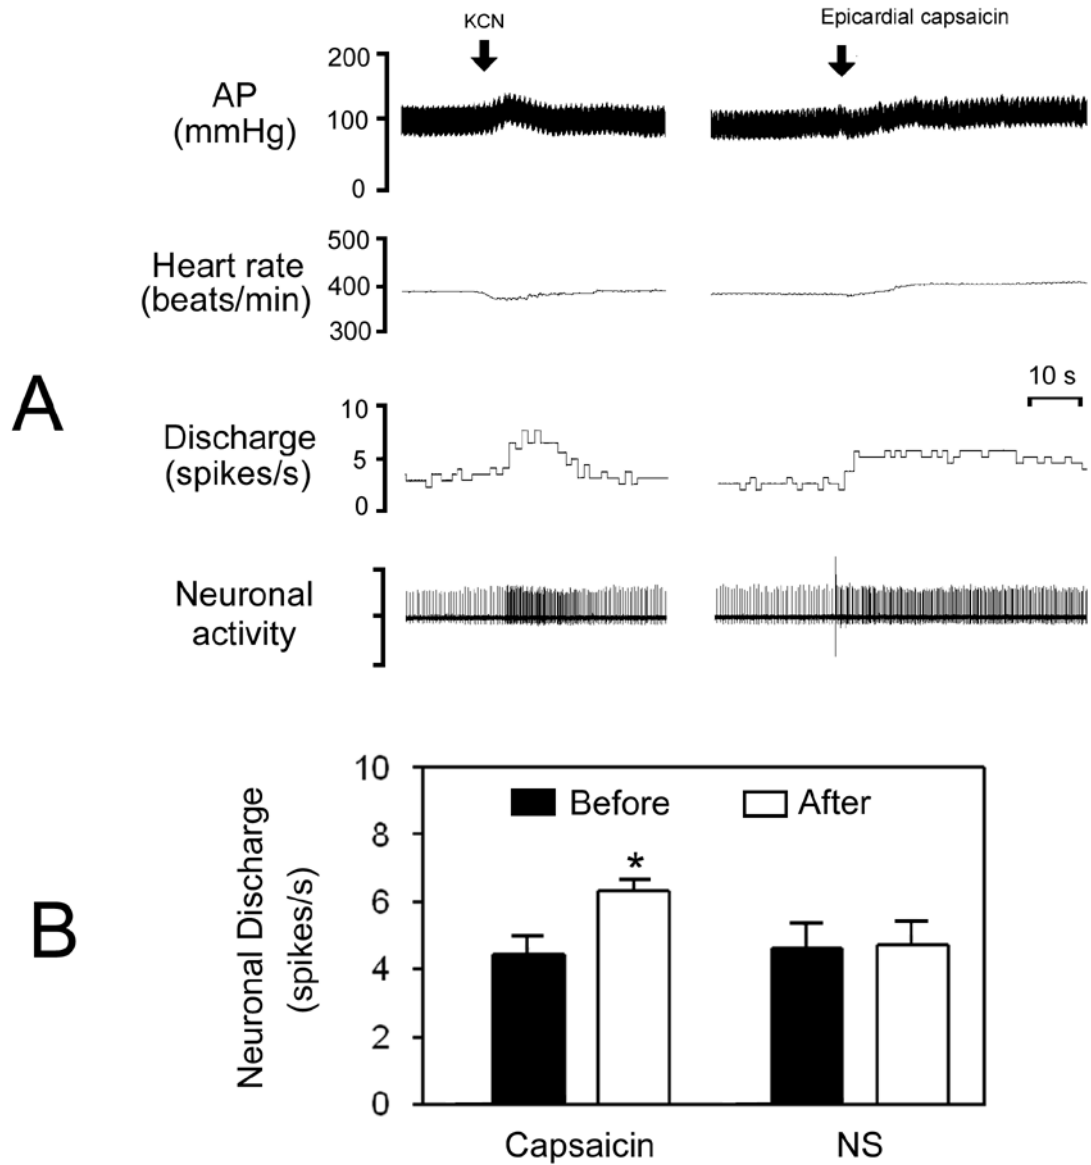 KCN
Epicardial capsaicin
200
AP
(mmHg)
100
0
500
Heart rate
(beats/min)
400
300
A
10 s
10
Discharge
(spikes/s)
5
0
Neuronal
activity
10
Before
After
8
*
6
B
Neuronal Discharge
(spikes/s)
4
2
0
Capsaicin
NS